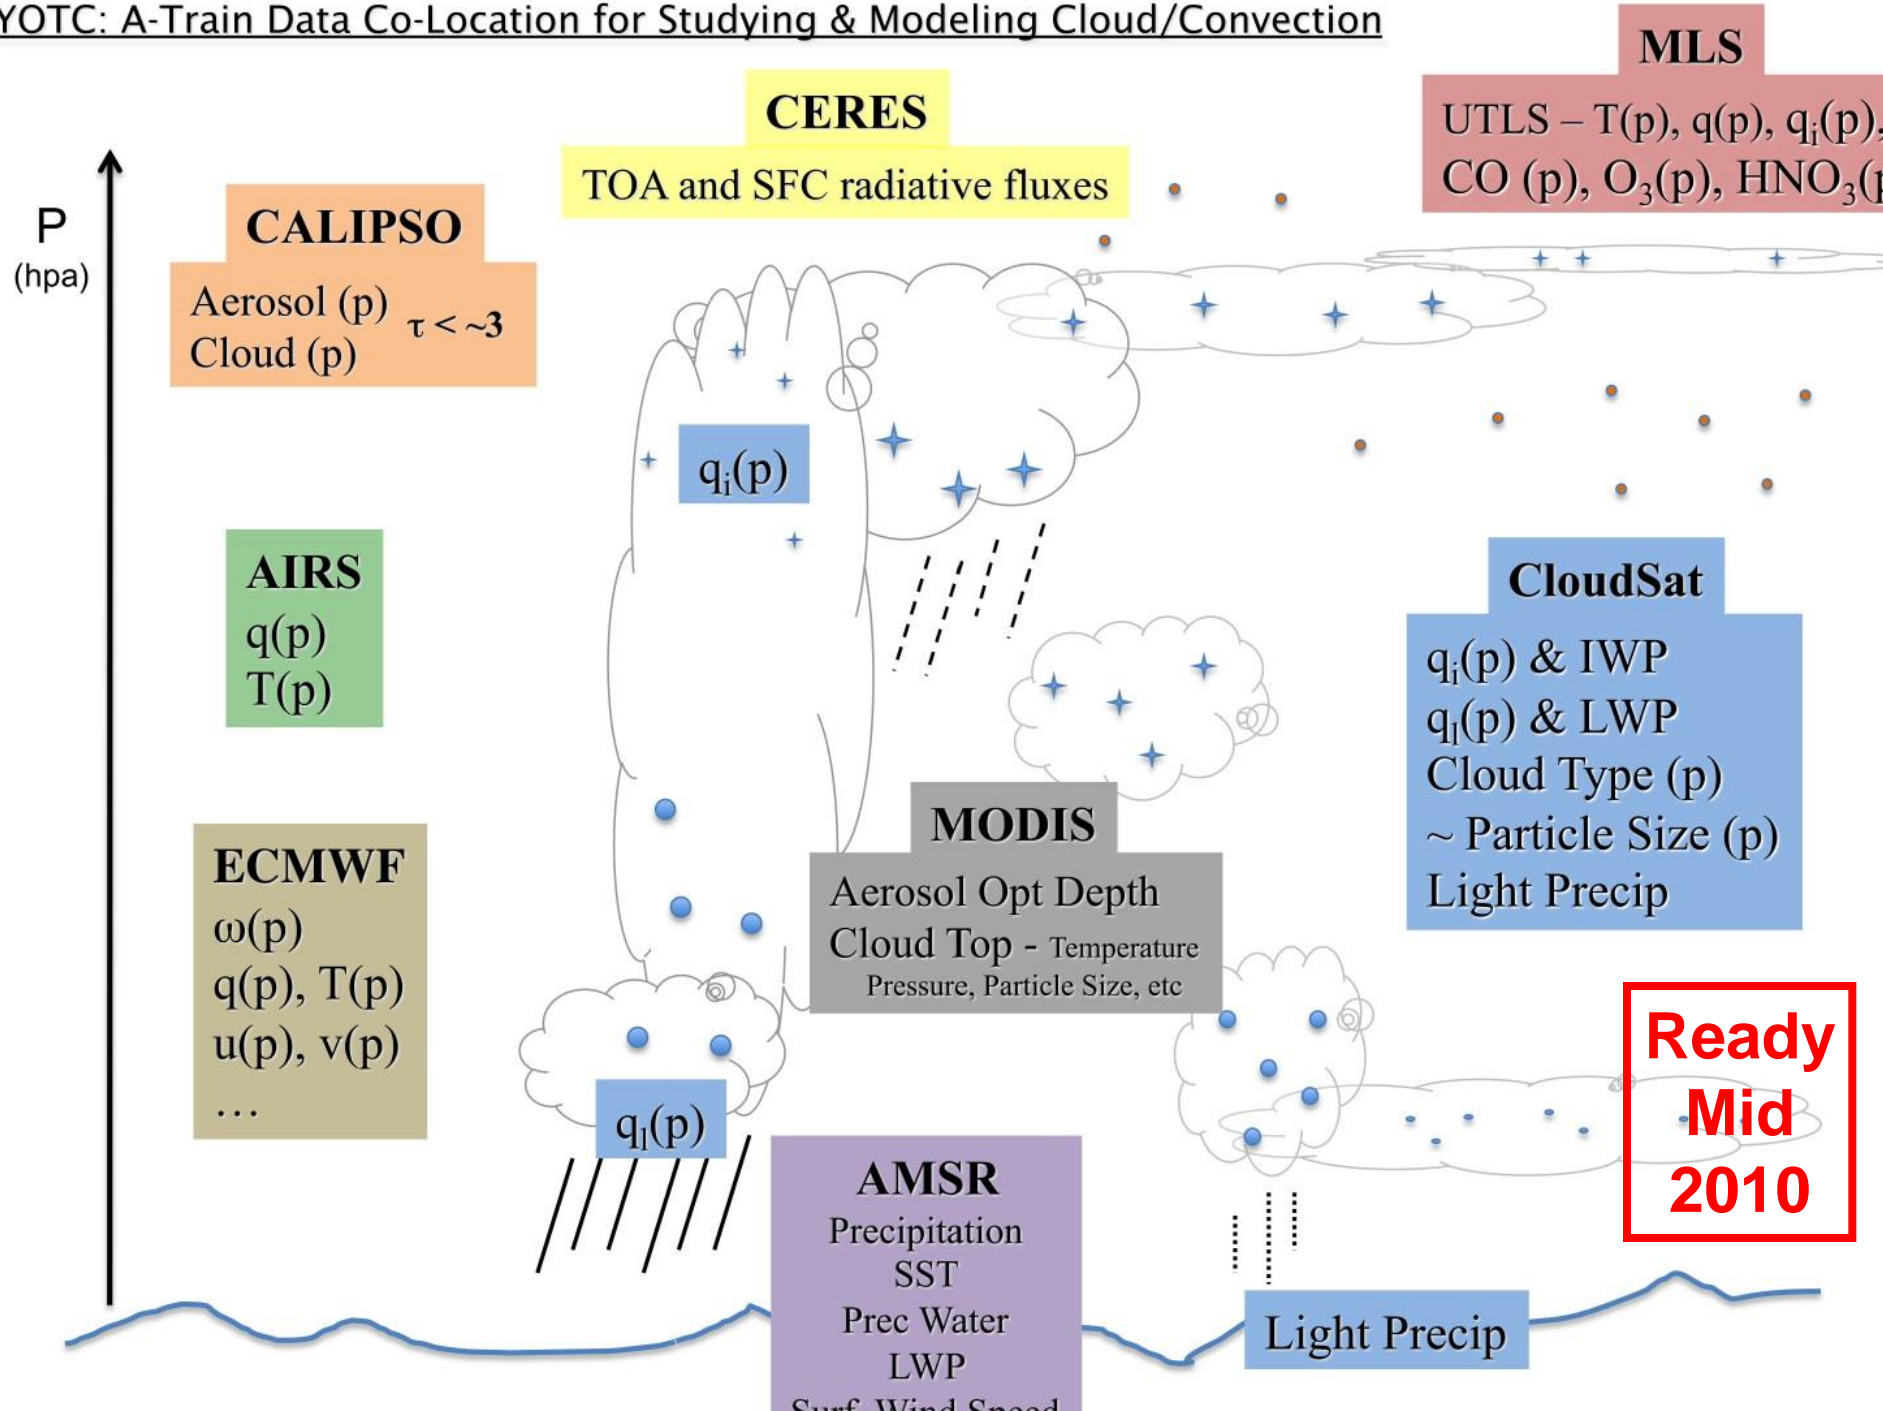 YOTC: A-Train Data Co-Location for Studying & Modeling Cloud/Convection
MLS
UTLS – T(p), q(p), qᵢ(p),
CO (p), O₃(p), HNO₃(p
CERES
TOA and SFC radiative fluxes
P
(hpa)
CALIPSO
Aerosol (p)
Cloud (p)
τ < ~3
qᵢ(p)
AIRS
q(p)
T(p)
CloudSat
qᵢ(p) & IWP
qₗ(p) & LWP
Cloud Type (p)
~ Particle Size (p)
Light Precip
MODIS
Aerosol Opt Depth
Cloud Top - Temperature
Pressure, Particle Size, etc
ECMWF
ω(p)
q(p), T(p)
u(p), v(p)
…
Ready
Mid
2010
qₗ(p)
AMSR
Precipitation
SST
Prec Water
LWP
Surf. Wind Speed
Light Precip